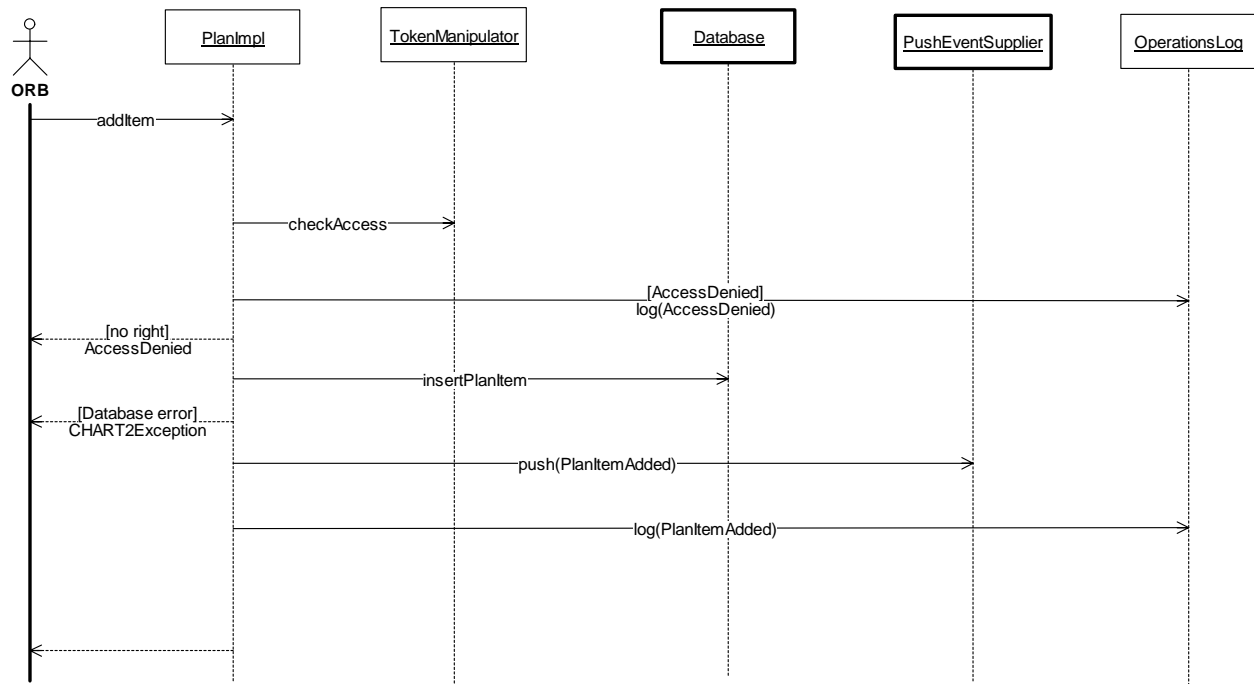 PlanImpl
TokenManipulator
Database
PushEventSupplier
OperationsLog
ORB
addItem
checkAccess
[AccessDenied]
log(AccessDenied)
[no right]
AccessDenied
insertPlanItem
[Database error]
CHART2Exception
push(PlanItemAdded)
log(PlanItemAdded)